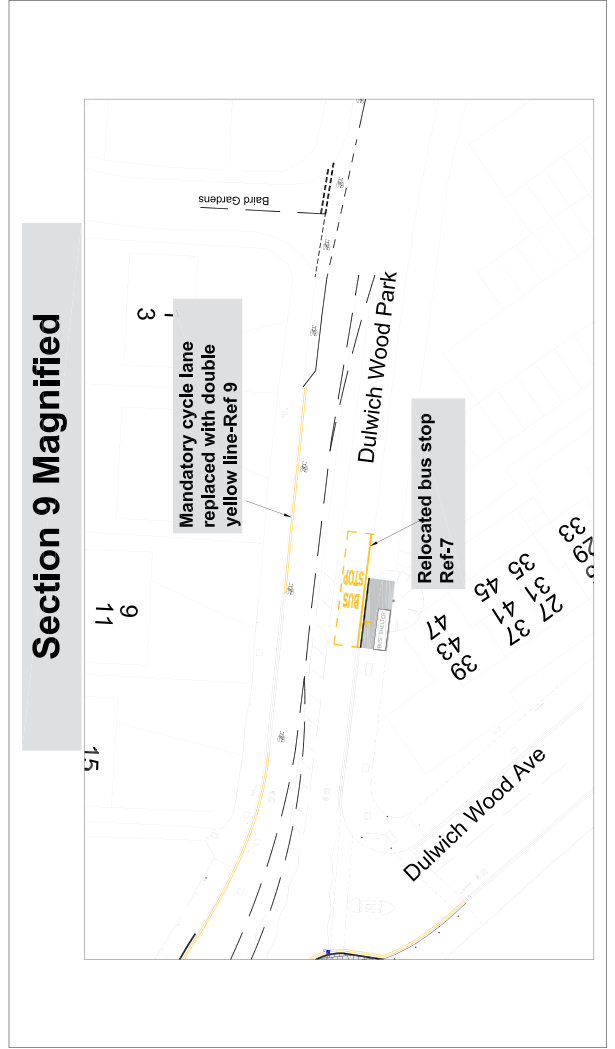 Section 9 Magnified
Baird Gardens
3
Mandatory cycle lane
replaced with double
yellow line-Ref 9
Dulwich Wood Park
Relocated bus stop
Ref-7
BUS
STOP
BUS SHELTER
9
11
15
47
43
39
45
41
37
35
31
27
33
29
Dulwich Wood Ave